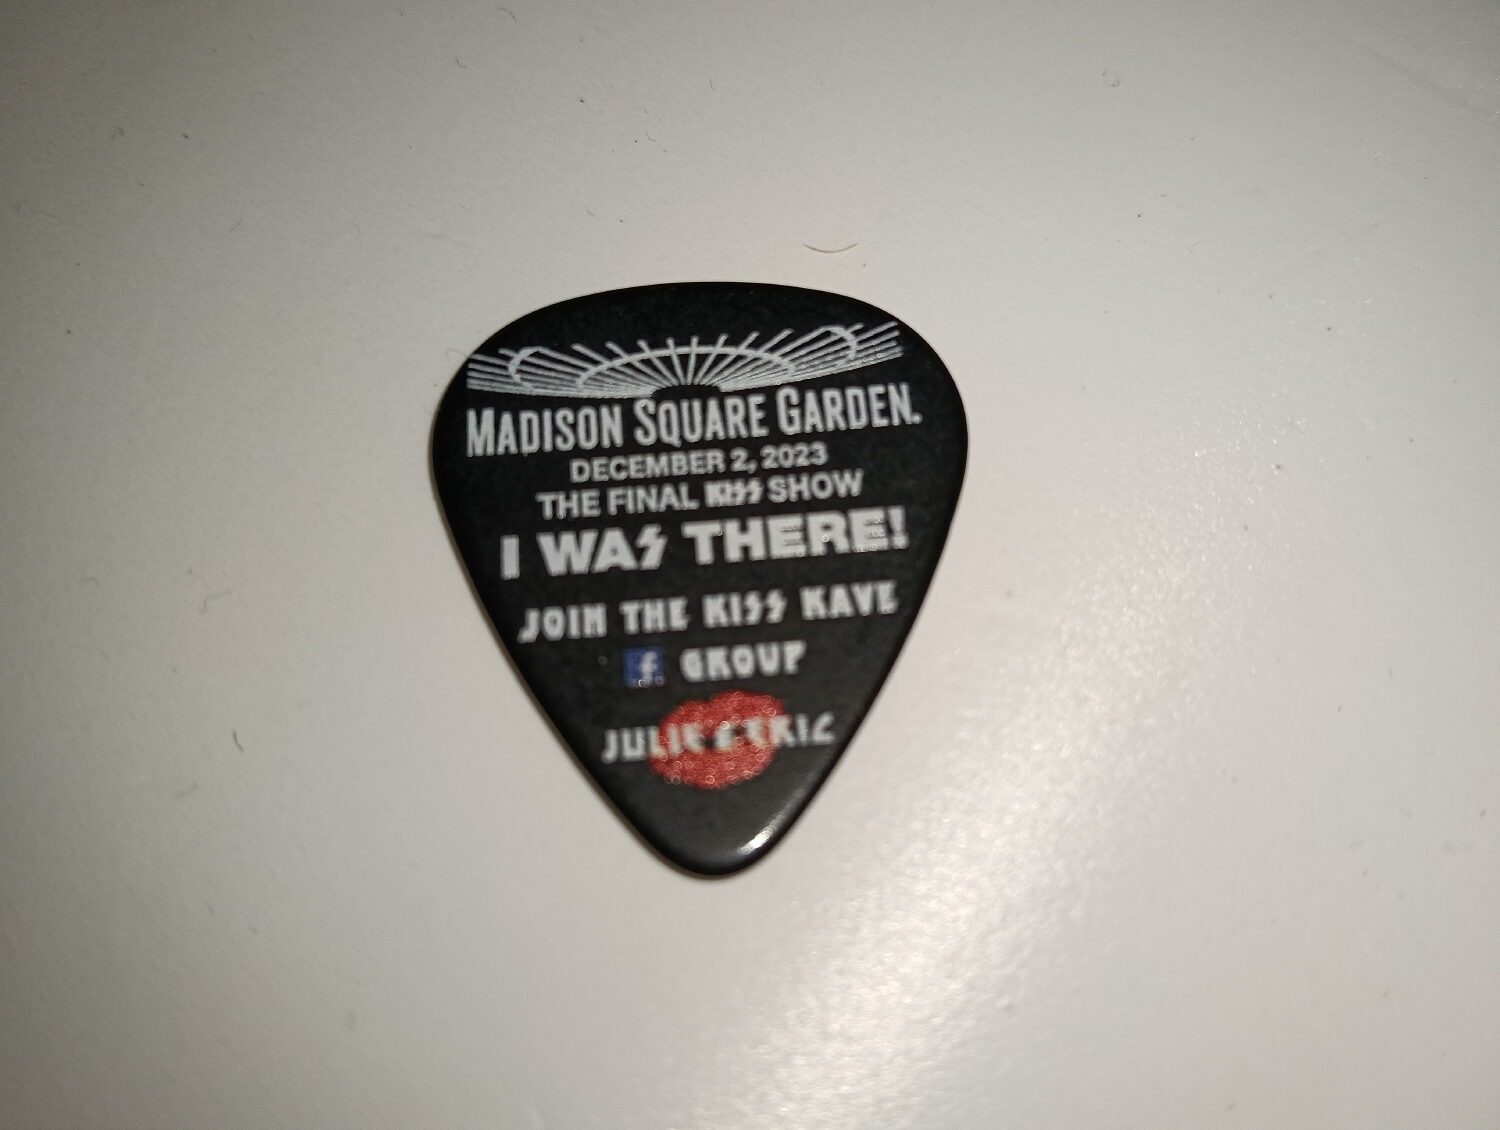 MADISON SQUARE GARDEN.
DECEMBER 2, 2023
THE FINAL KISS SHOW
I WAS THERE!
JOIN THE KISS KAVE
f GROUP
JULIE & ERIC